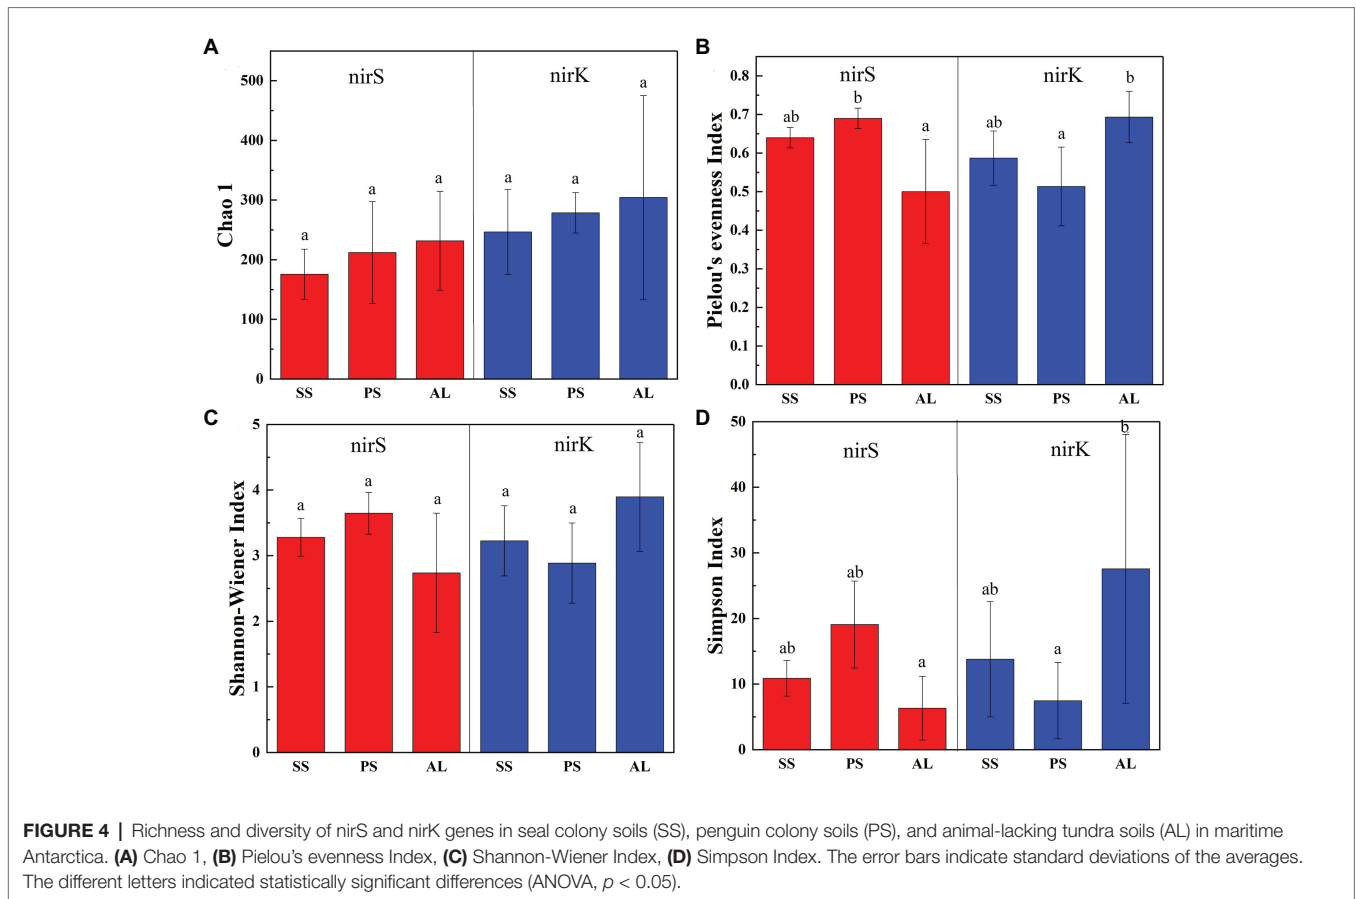 A
nirS nirK
500
400
300
200
100
0
Chao 1
a a a a a a
SS PS AL SS PS AL
B
nirS nirK
0.8
0.7
0.6
0.5
0.4
0.3
0.2
0.1
0.0
Pielou's evenness Index
ab b a ab a b
SS PS AL SS PS AL
C
nirS nirK
5
4
3
2
1
0
Shannon-Wiener Index
a a a a a a
SS PS AL SS PS AL
D
nirS nirK
50
40
30
20
10
0
Simpson Index
ab ab a ab a b
SS PS AL SS PS AL
FIGURE 4 | Richness and diversity of nirS and nirK genes in seal colony soils (SS), penguin colony soils (PS), and animal-lacking tundra soils (AL) in maritime
Antarctica. (A) Chao 1, (B) Pielou’s evenness Index, (C) Shannon-Wiener Index, (D) Simpson Index. The error bars indicate standard deviations of the averages.
The different letters indicated statistically significant differences (ANOVA, p < 0.05).